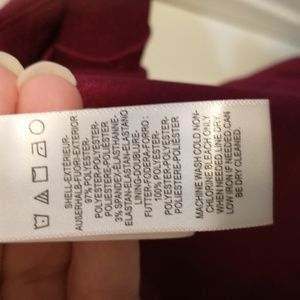 SHELL-EXTÉRIEUR-
AUSSERHALB-FUORI-EXTERIOR
97% POLYESTER-
POLYESTER-POLYESTER-
POLIESTERE-POLIÉSTER
3% SPANDEX-ÉLASTHANNE-
ELASTAN-ELASTAN-ELASTANO
LINING-DOUBLURE-
FUTTER-FODERA-FORRO :
100% POLYESTER-
POLYESTER-POLYESTER-
POLIESTERE-POLIÉSTER
MACHINE WASH COLD NON-
CHLORINE BLEACH ONLY
WHEN NEEDED LINE DRY.
LOW IRON IF NEEDED.CAN
BE DRY CLEANED.